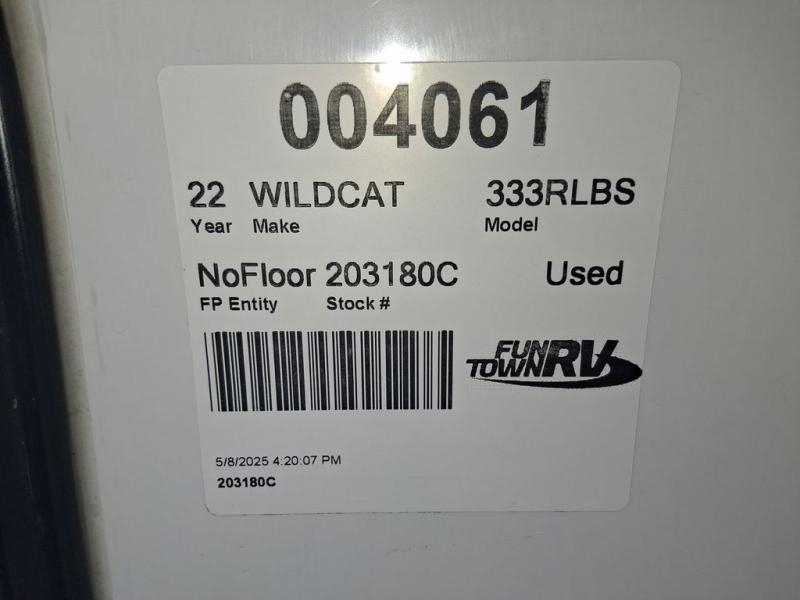 004061
22 WILDCAT 333RLBS
Year Make Model
NoFloor 203180C Used
FP Entity Stock #
FUN TOWN RV
5/8/2025 4:20:07 PM
203180C